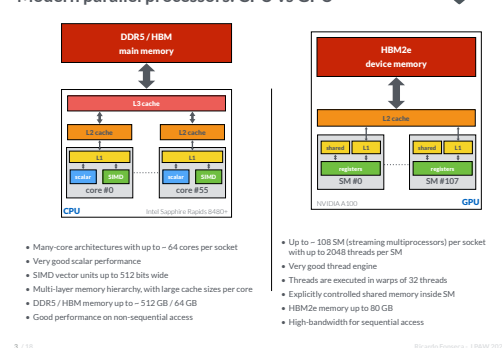 Modern parallel processors: CPU vs GPU
DDR5 / HBM
main memory
L3 cache
L2 cache
L2 cache
L1
L1
scalar
SIMD
scalar
SIMD
core #0
core #55
CPU
Intel Sapphire Rapids 8480+
• Many-core architectures with up to ~ 64 cores per socket
• Very good scalar performance
• SIMD vector units up to 512 bits wide
• Multi-layer memory hierarchy, with large cache sizes per core
• DDR5 / HBM memory up to ~ 512 GB / 64 GB
• Good performance on non-sequential access
HBM2e
device memory
L2 cache
shared
L1
shared
L1
registers
registers
SM #0
SM #107
NVIDIA A100
GPU
• Up to ~ 108 SM (streaming multiprocessors) per socket
with up to 2048 threads per SM
• Very good thread engine
• Threads are executed in warps of 32 threads
• Explicitly controlled shared memory inside SM
• HBM2e memory up to 80 GB
• High-bandwidth for sequential access